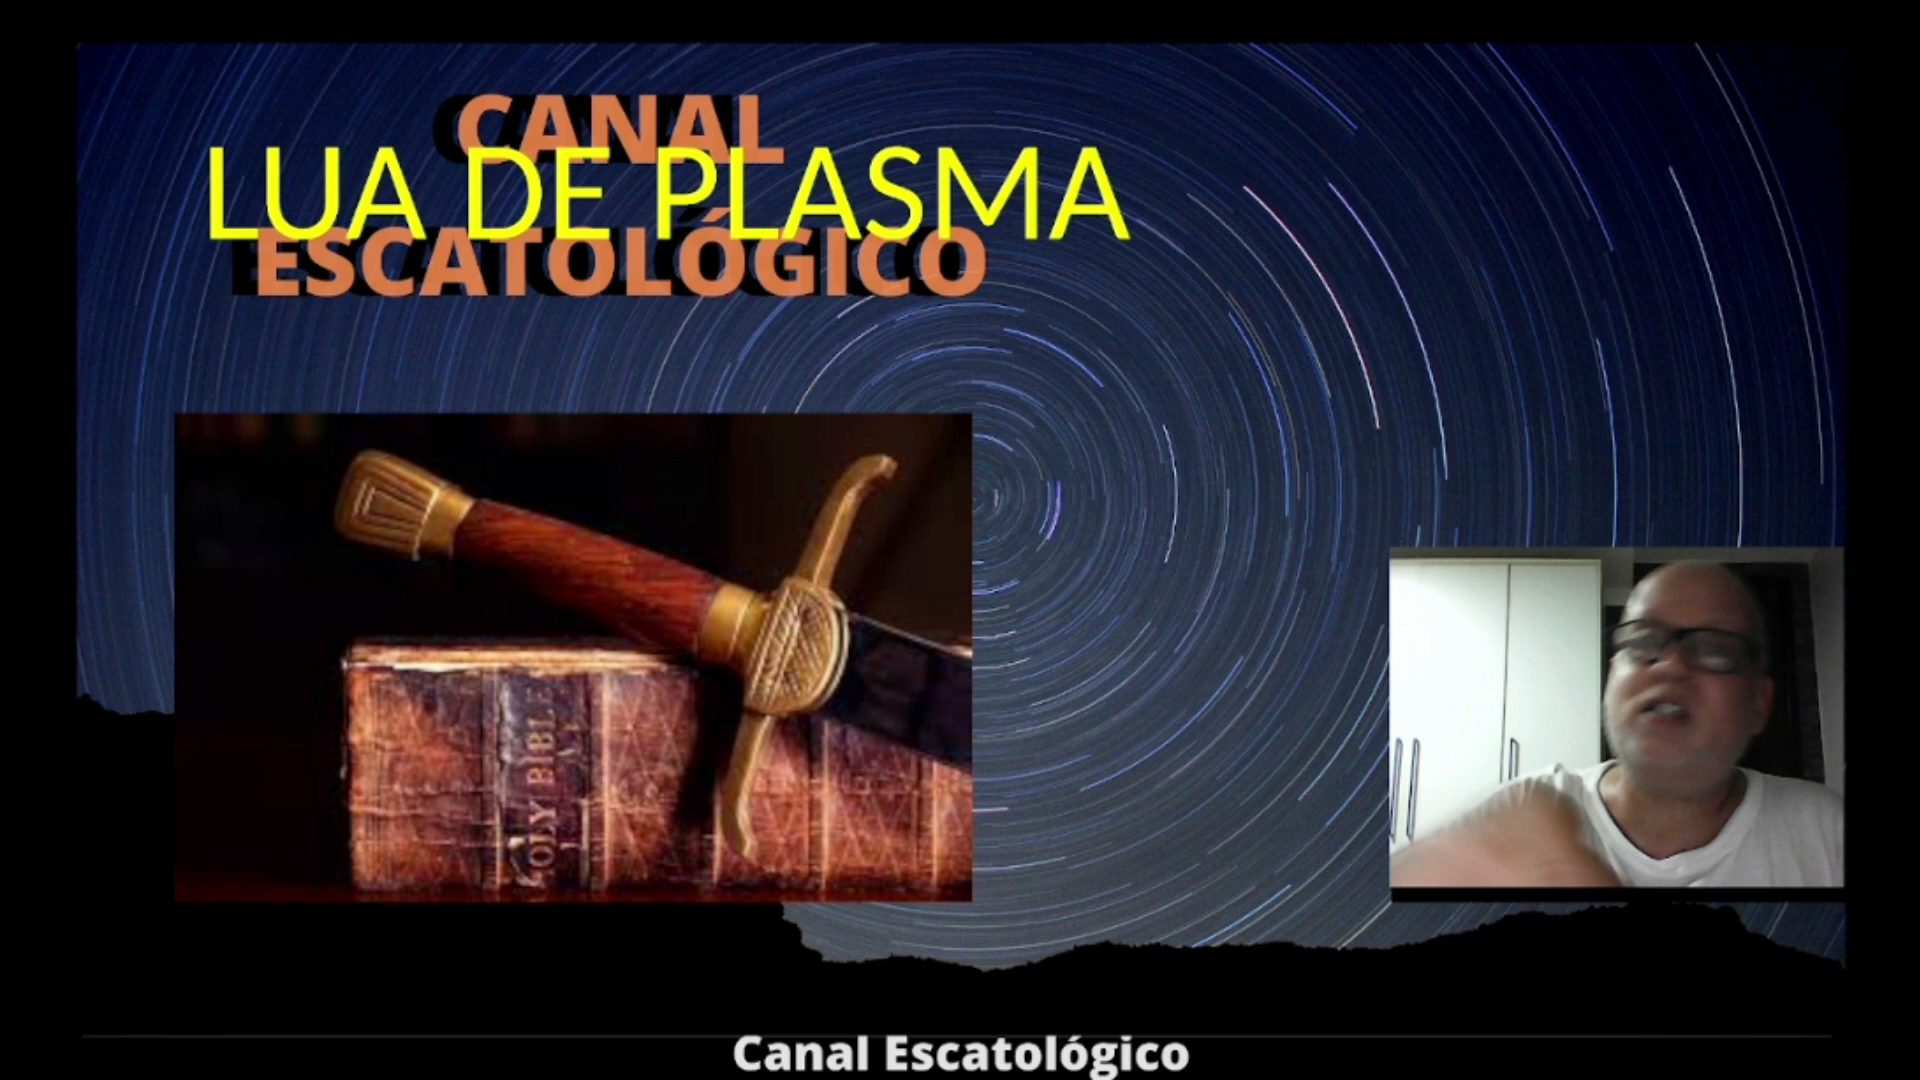 CANAL
LUA DE PLASMA
ESCATOLÓGICO
HOLY BIBLE
Canal Escatológico